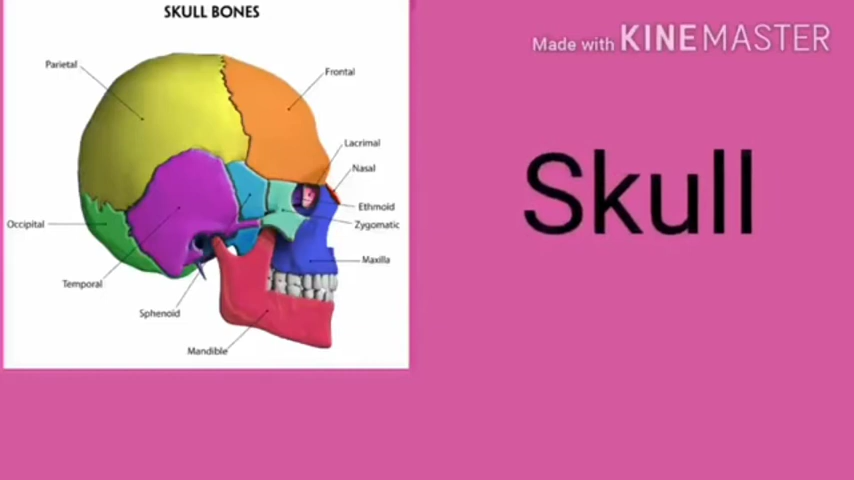 SKULL BONES
Parietal
Frontal
Lacrimal
Nasal
Ethmoid
Zygomatic
Maxilla
Occipital
Temporal
Sphenoid
Mandible
Made with KINEMASTER
Skull